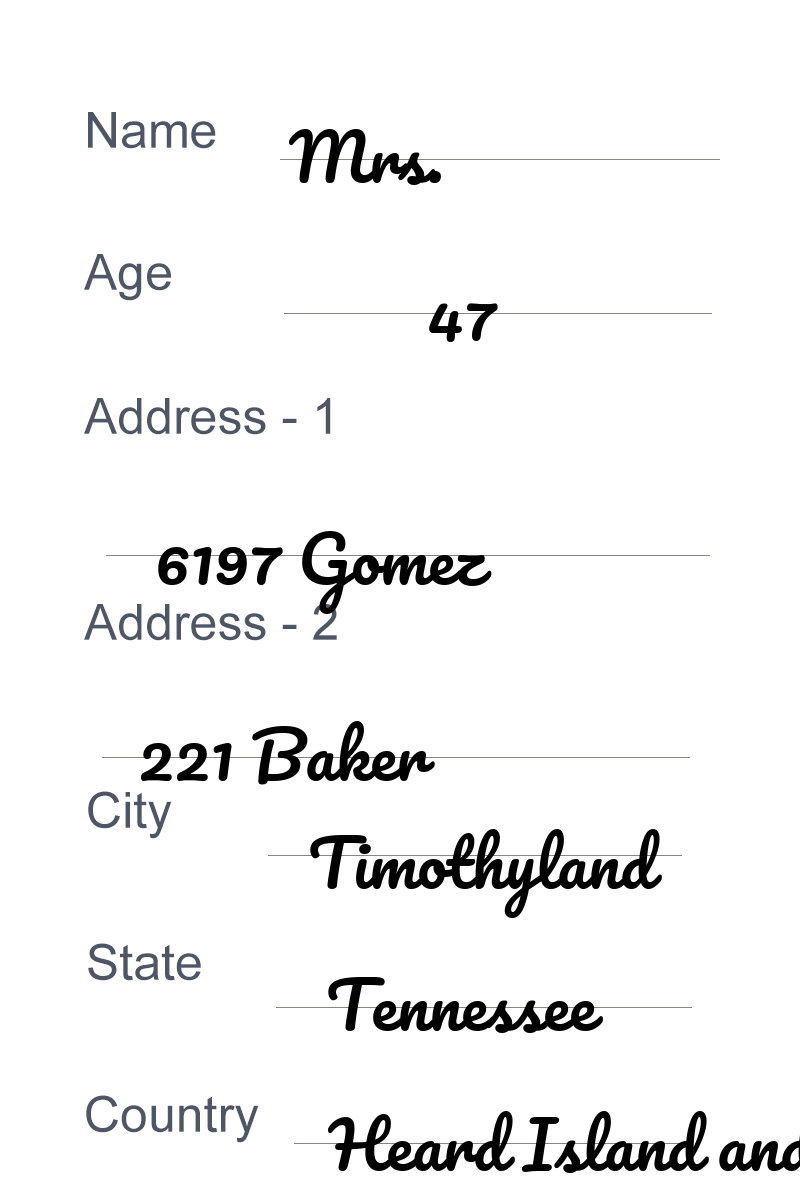 Name Mrs.
Age 47
Address - 1
6197 Gomez
Address - 2
221 Baker
City Timothyland
State Tennessee
Country Heard Island and